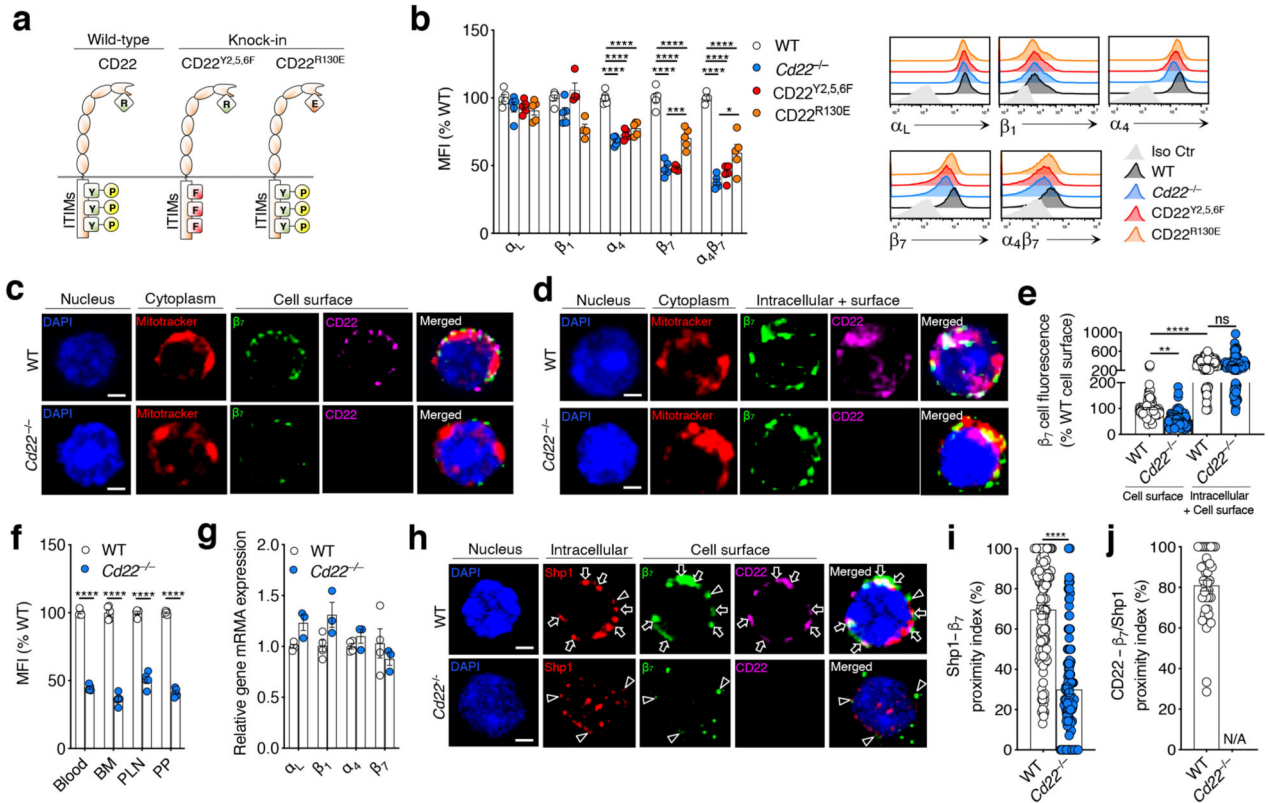 a
Wild-type
Knock-in
CD22
CD22Y2,5,6F
CD22R130E
R
R
E
ITIMs
Y
P
Y
P
Y
P
ITIMs
F
F
F
ITIMs
Y
P
Y
P
Y
P
b
MFI (% WT)
150
100
50
0
**** **** ****
**** **** ****
**** **** ****
*** *
WT
Cd22−/−
CD22Y2,5,6F
CD22R130E
αL β1 α4 β7 α4β7
αL
β1
α4
β7
α4β7
Iso Ctr
WT
Cd22−/−
CD22Y2,5,6F
CD22R130E
c
Nucleus Cytoplasm Cell surface
DAPI Mitotracker β7 CD22 Merged
WT
DAPI Mitotracker β7 CD22 Merged
Cd22−/−
d
Nucleus Cytoplasm Intracellular + surface
DAPI Mitotracker β7 CD22 Merged
WT
DAPI Mitotracker β7 CD22 Merged
Cd22−/−
e
β7 cell fluorescence
(% WT cell surface)
1000
600
200
200
100
0
**** ns
**
WT Cd22−/− WT Cd22−/−
Cell surface Intracellular
+ Cell surface
f
WT
Cd22−/−
MFI (% WT)
150
100
50
0
**** **** **** ****
Blood BM PLN PP
g
WT
Cd22−/−
Relative gene mRNA expression
2.0
1.5
1.0
0.5
0.0
αL β1 α4 β7
h
Nucleus Intracellular Cell surface
DAPI Shp1 β7 CD22 Merged
WT
DAPI Shp1 β7 CD22 Merged
Cd22-/-
i
Shp1−β7
proximity index (%)
100
80
60
40
20
0
****
WT Cd22−/−
j
CD22 − β7/Shp1
proximity index (%)
100
80
60
40
20
0
N/A
WT Cd22−/−